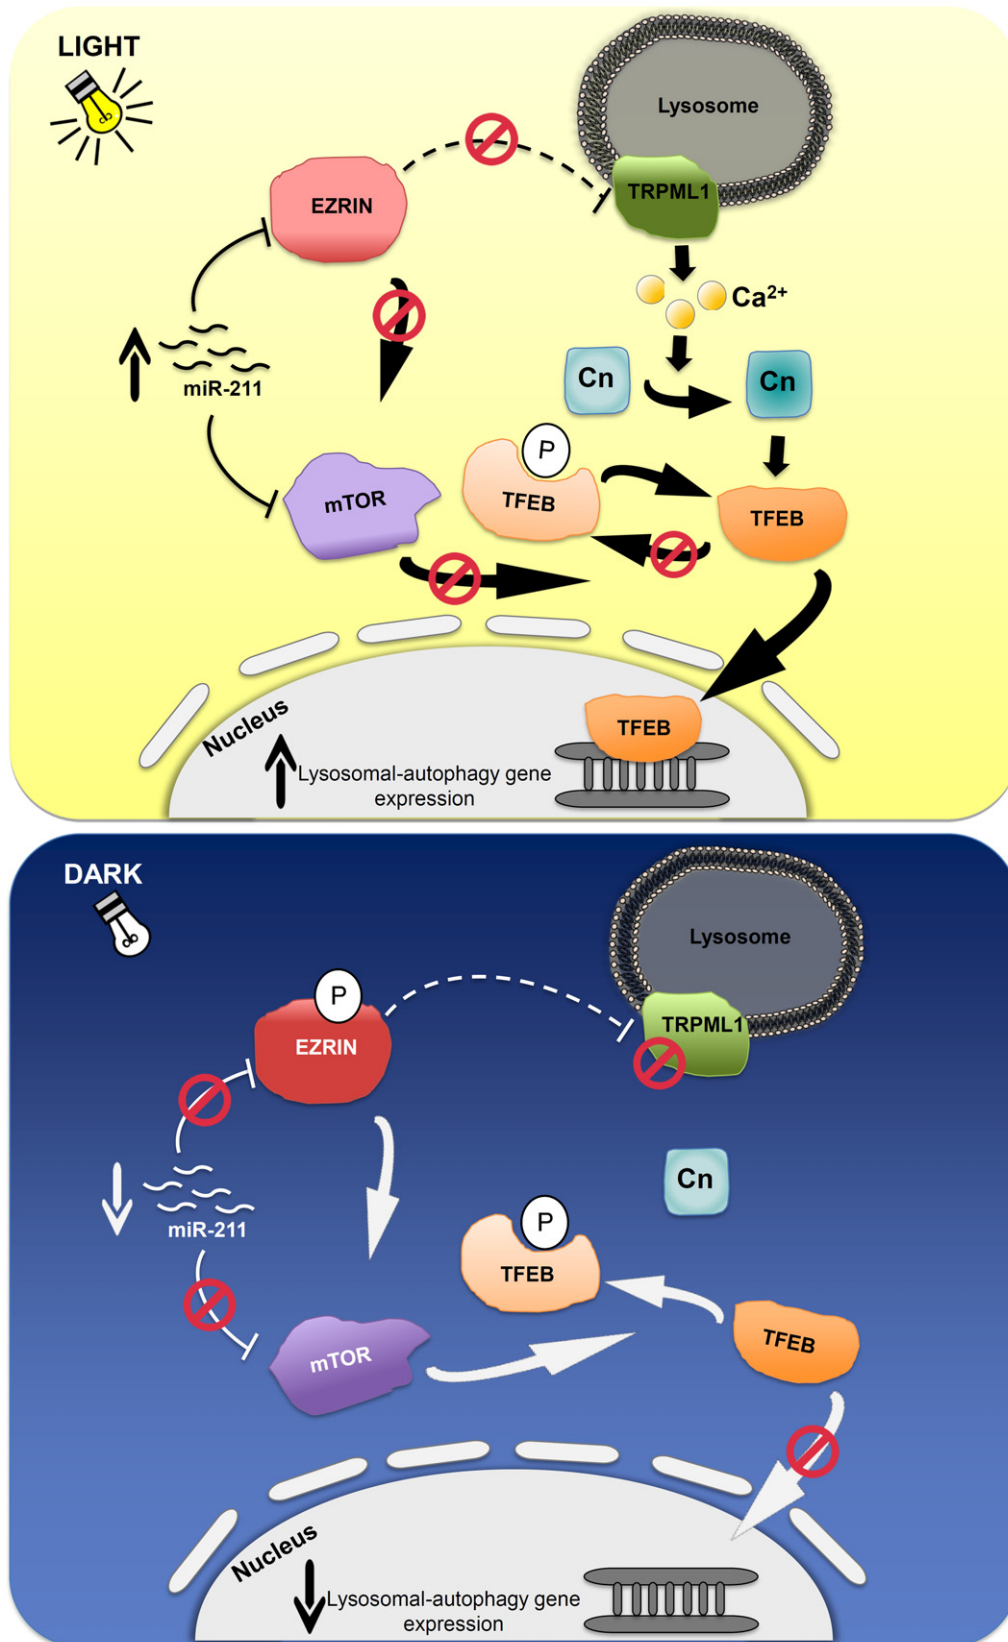 LIGHT
Lysosome
TRPML1
EZRIN
Ca²⁺
miR-211
Cn
Cn
P
TFEB
mTOR
TFEB
Nucleus
TFEB
Lysosomal-autophagy gene
expression
DARK
Lysosome
P
TRPML1
EZRIN
Cn
miR-211
P
TFEB
TFEB
mTOR
Nucleus
Lysosomal-autophagy gene
expression